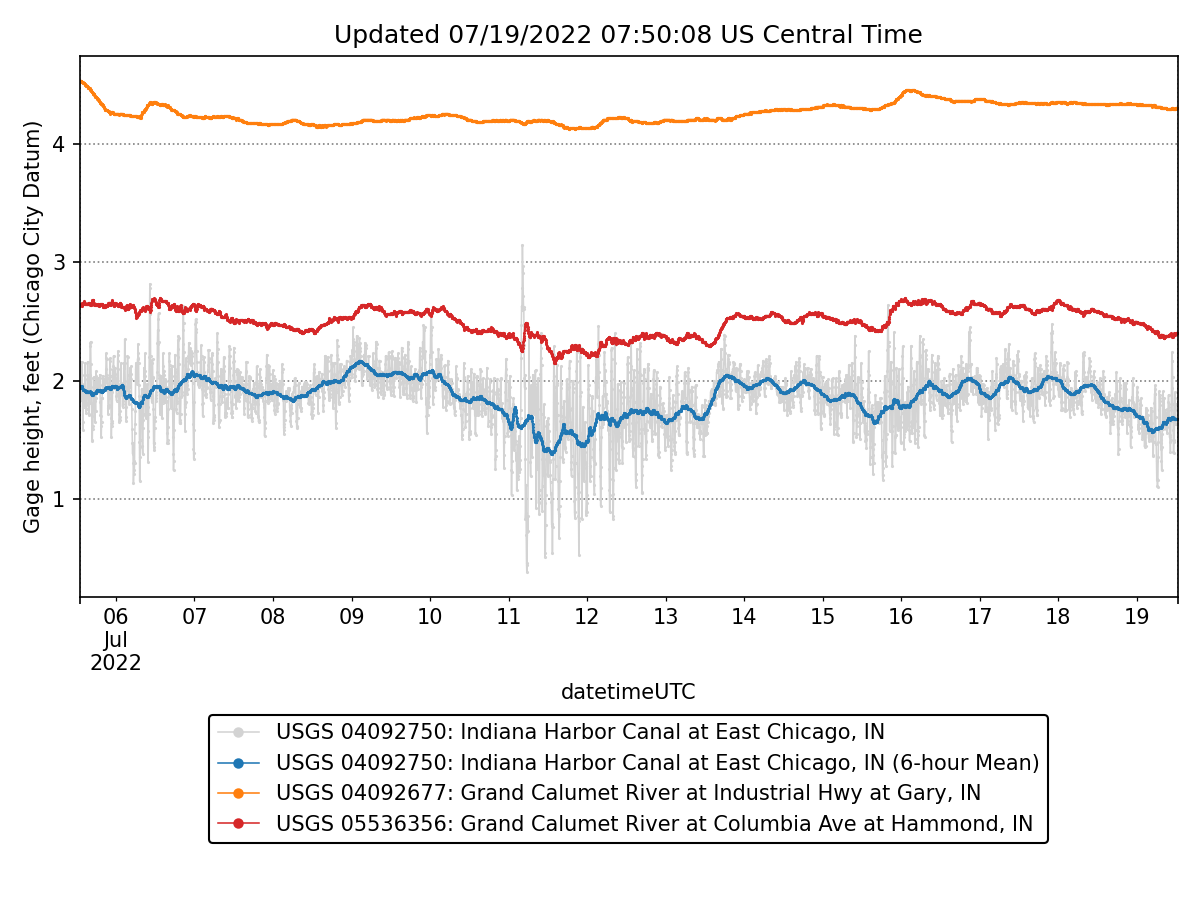 Updated 07/19/2022 07:50:08 US Central Time
Gage height, feet (Chicago City Datum)
4
3
2
1
06 07 08 09 10 11 12 13 14 15 16 17 18 19
Jul
2022
datetimeUTC
USGS 04092750: Indiana Harbor Canal at East Chicago, IN
USGS 04092750: Indiana Harbor Canal at East Chicago, IN (6-hour Mean)
USGS 04092677: Grand Calumet River at Industrial Hwy at Gary, IN
USGS 05536356: Grand Calumet River at Columbia Ave at Hammond, IN